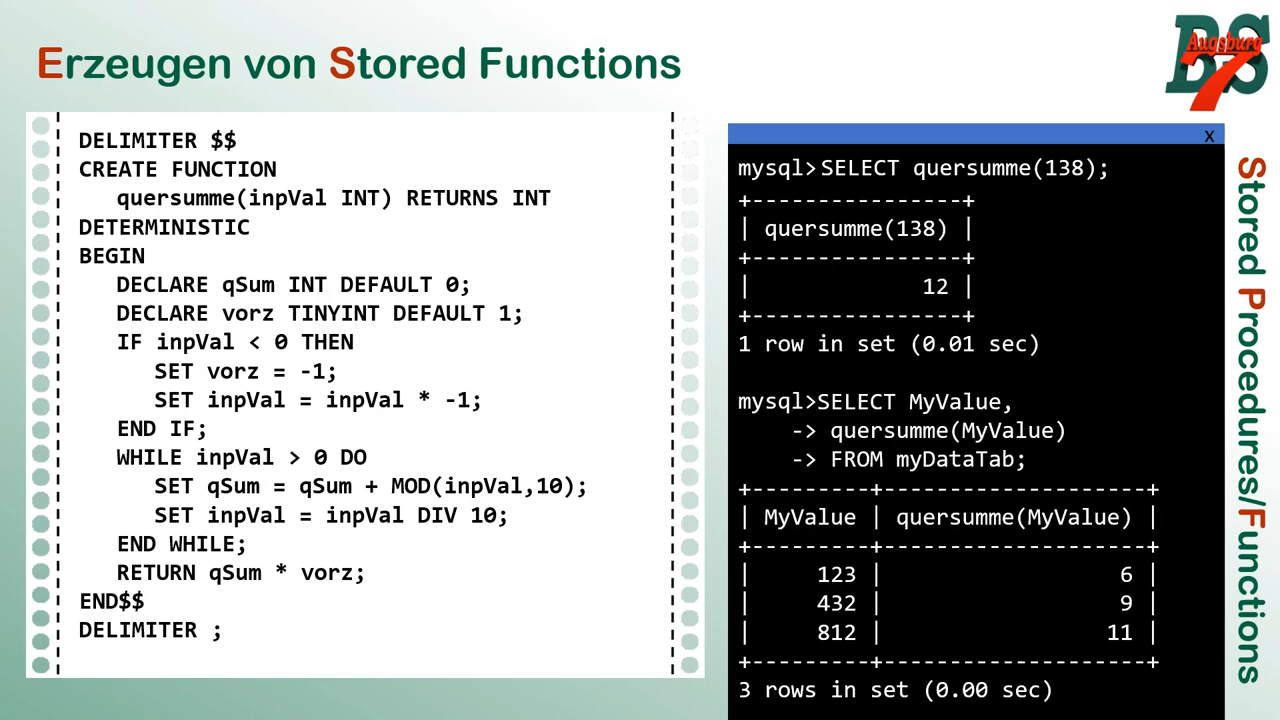 Erzeugen von Stored Functions
BS
7
Augsburg
DELIMITER $$
CREATE FUNCTION
quersumme(inpVal INT) RETURNS INT
DETERMINISTIC
BEGIN
DECLARE qSum INT DEFAULT 0;
DECLARE vorz TINYINT DEFAULT 1;
IF inpVal < 0 THEN
SET vorz = -1;
SET inpVal = inpVal * -1;
END IF;
WHILE inpVal > 0 DO
SET qSum = qSum + MOD(inpVal,10);
SET inpVal = inpVal DIV 10;
END WHILE;
RETURN qSum * vorz;
END$$
DELIMITER ;
x
mysql>SELECT quersumme(138);
+----------------+
| quersumme(138) |
+----------------+
|             12 |
+----------------+
1 row in set (0.01 sec)
mysql>SELECT MyValue,
    -> quersumme(MyValue)
    -> FROM myDataTab;
+---------+--------------------+
| MyValue | quersumme(MyValue) |
+---------+--------------------+
|     123 |                  6 |
|     432 |                  9 |
|     812 |                 11 |
+---------+--------------------+
3 rows in set (0.00 sec)
Stored Procedures/Functions